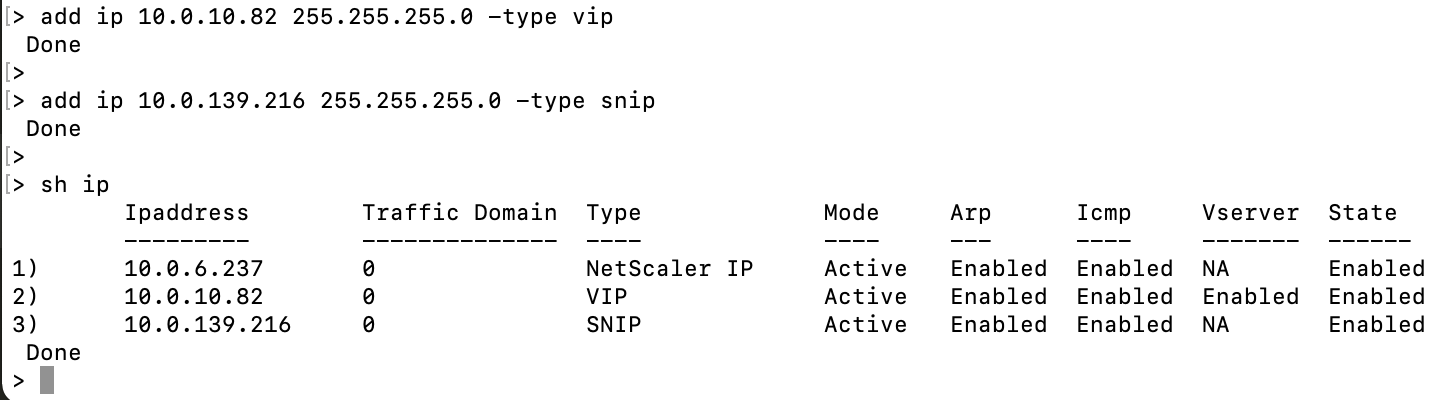 [> add ip 10.0.10.82 255.255.255.0 -type vip
 Done
[>
[> add ip 10.0.139.216 255.255.255.0 -type snip
 Done
[>
[> sh ip
        Ipaddress        Traffic Domain  Type             Mode     Arp      Icmp     Vserver  State
        ---------        --------------  ----             ----     ---      ----     -------  ------
1)      10.0.6.237       0               NetScaler IP     Active   Enabled  Enabled  NA       Enabled
2)      10.0.10.82       0               VIP              Active   Enabled  Enabled  Enabled  Enabled
3)      10.0.139.216     0               SNIP             Active   Enabled  Enabled  NA       Enabled
 Done
>